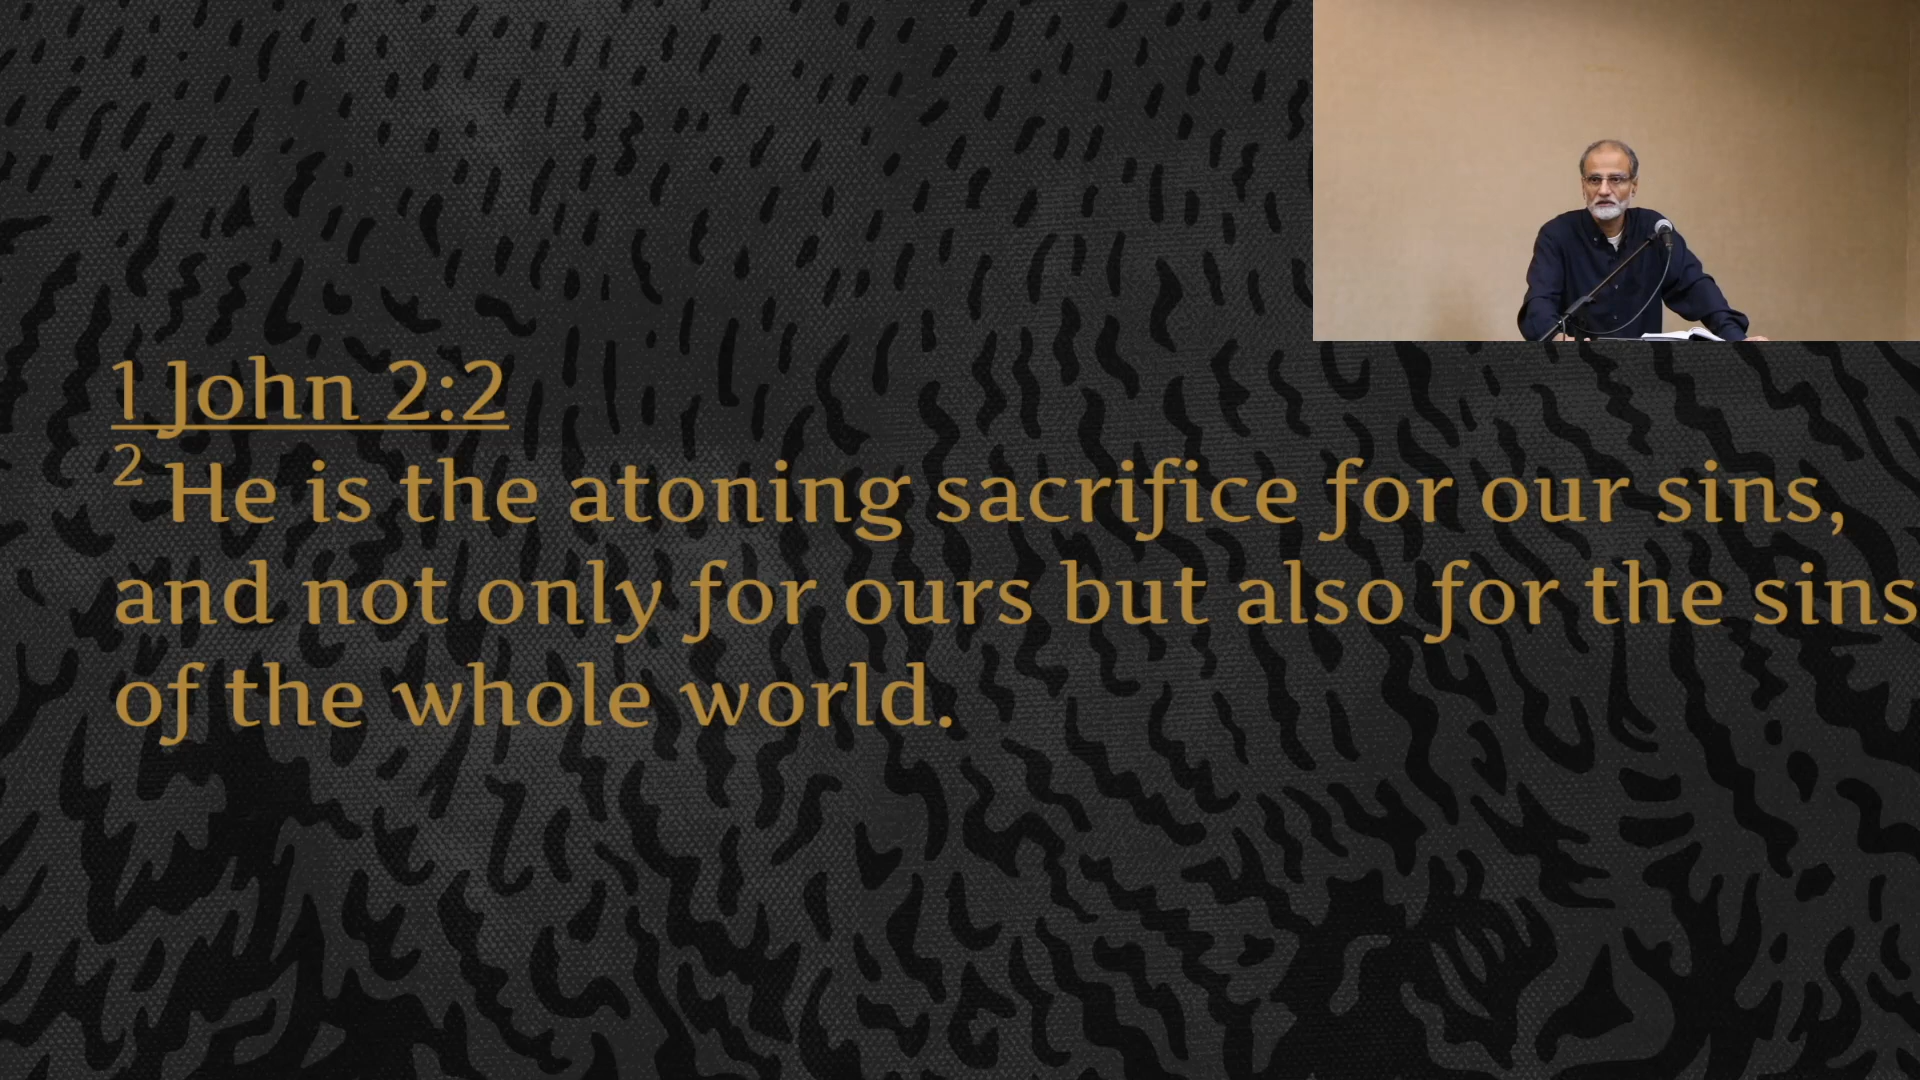 1 John 2:2
2 He is the atoning sacrifice for our sins,
and not only for ours but also for the sins
of the whole world.